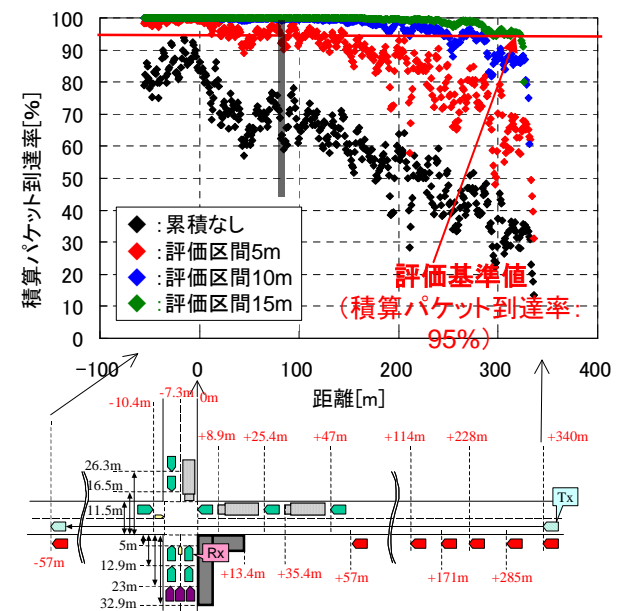 積算パケット到達率[%]
100
90
80
70
60
50
40
30
20
10
0
◆:累積なし
◆:評価区間5m
◆:評価区間10m
◆:評価区間15m
評価基準値
(積算パケット到達率:
95%)
-100
0
100
200
300
400
距離[m]
-10.4m
-7.3m
0m
+8.9m
+25.4m
+47m
+114m
+228m
+340m
26.3m
16.5m
11.5m
Tx
-57m
5m
12.9m
23m
32.9m
Rx
+13.4m
+35.4m
+57m
+171m
+285m